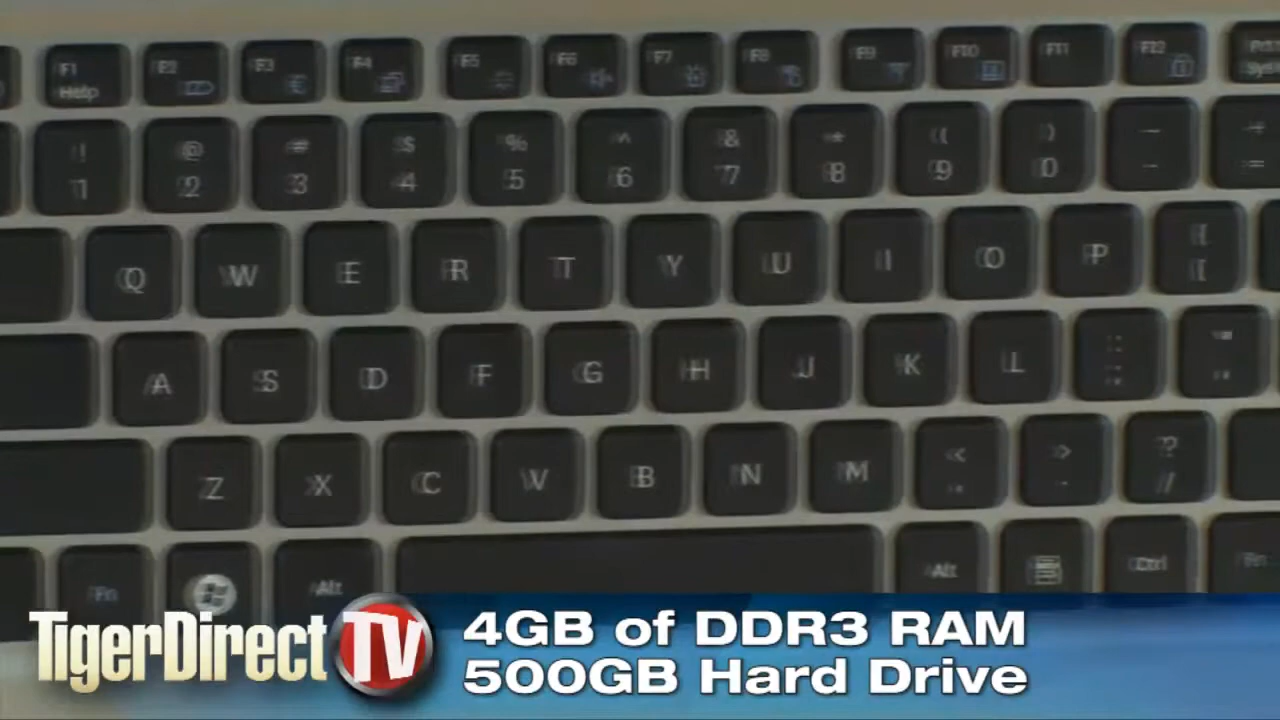 F1 F2 F3 F4 F5 F6 F7 F8 F9 F10 F11 F12
Help
! @ # $ % ^ & * ( ) _ +
1 2 3 4 5 6 7 8 9 0 - =
Q W E R T Y U I O P {
[
A S D F G H J K L : "
; '
Z X C V B N M < > ?
, . /
Fn Alt Alt Ctrl Fn
TigerDirect TV
4GB of DDR3 RAM
500GB Hard Drive